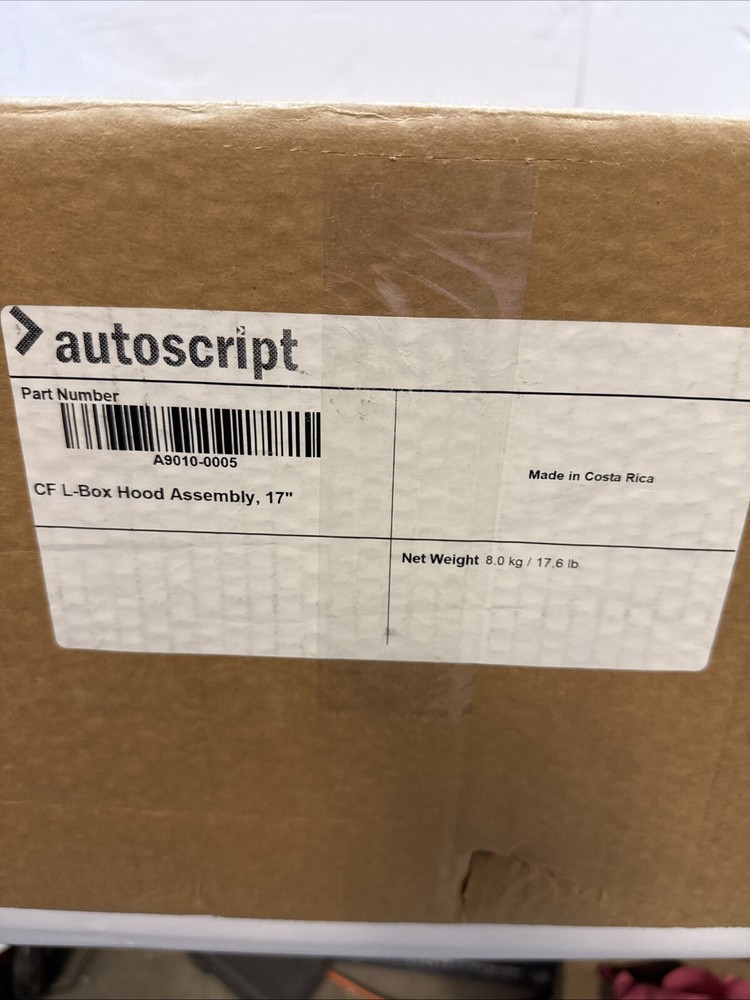 autoscript
Part Number
A9010-0005
CF L-Box Hood Assembly, 17"
Made in Costa Rica
Net Weight 8.0 kg / 17.6 lb